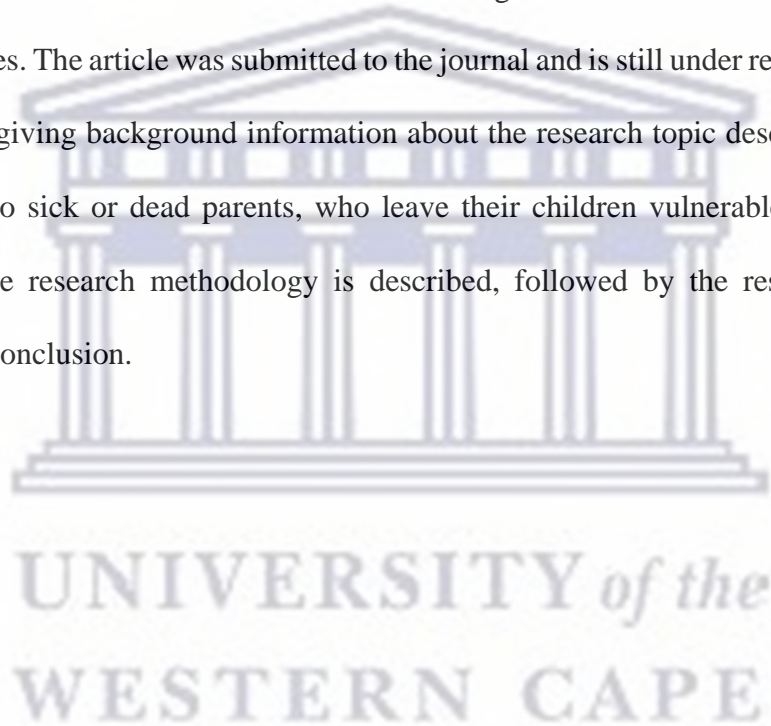 es. The article was submitted to the journal and is still under re
giving background information about the research topic desc
o sick or dead parents, who leave their children vulnerable
e research methodology is described, followed by the res
onclusion.
UNIVERSITY of the
WESTERN CAPE